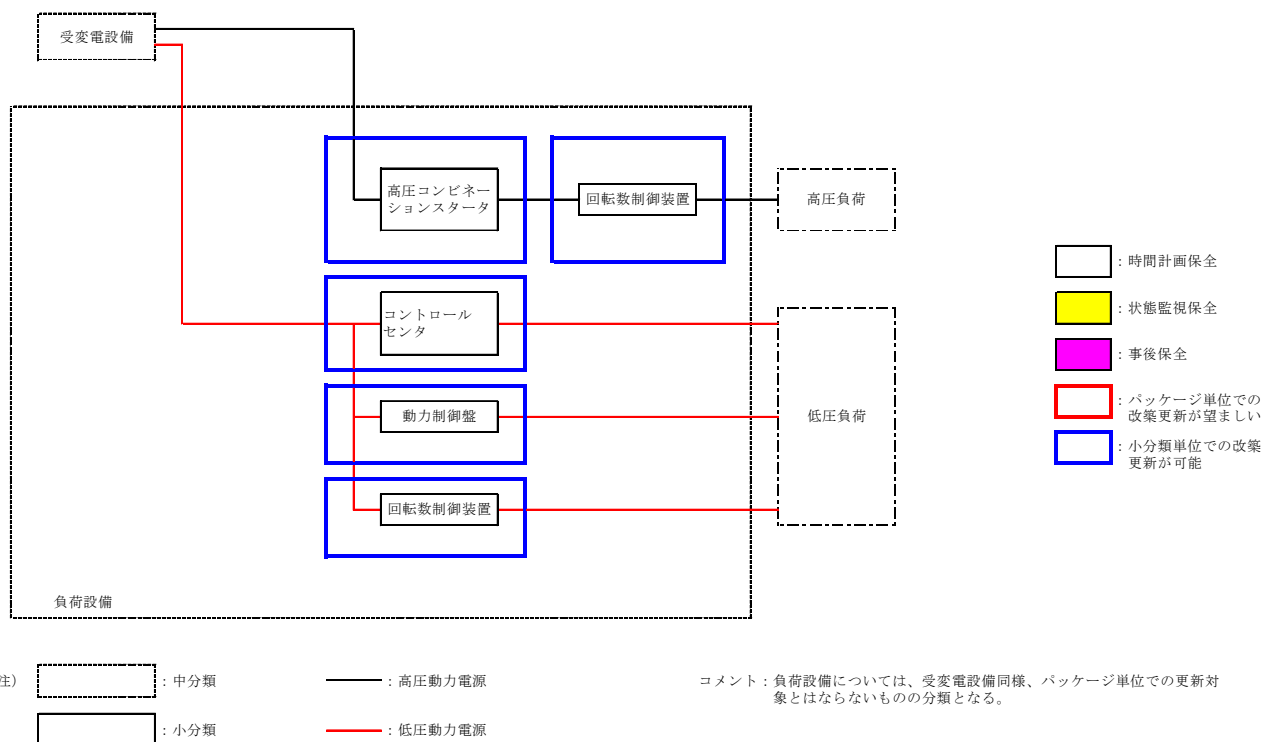 受変電設備
高圧コンビネー
ションスタータ
回転数制御装置
高圧負荷
コントロール
センタ
動力制御盤
回転数制御装置
低圧負荷
負荷設備
：時間計画保全
：状態監視保全
：事後保全
：パッケージ単位での
改築更新が望ましい
：小分類単位での改築
更新が可能
注）
：中分類
：高圧動力電源
：小分類
：低圧動力電源
コメント：負荷設備については、受変電設備同様、パッケージ単位での更新対
象とはならないものの分類となる。